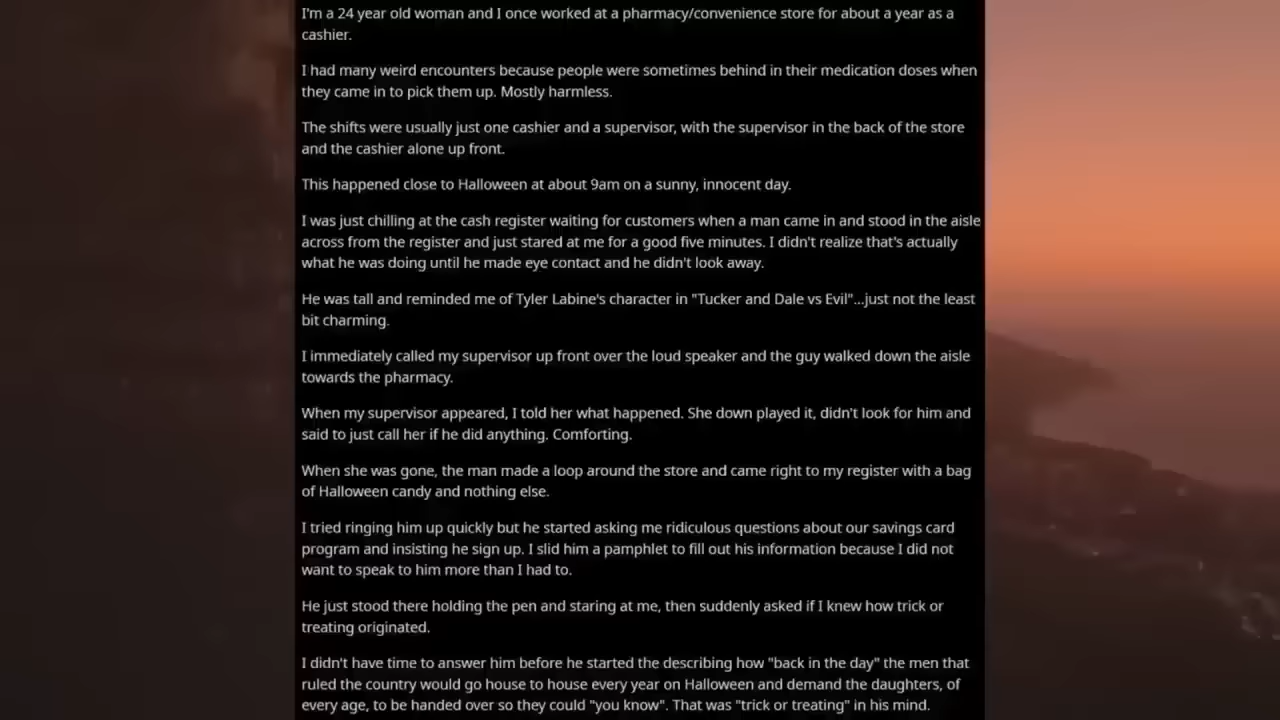 I'm a 24 year old woman and I once worked at a pharmacy/convenience store for about a year as a
cashier.
I had many weird encounters because people were sometimes behind in their medication doses when
they came in to pick them up. Mostly harmless.
The shifts were usually just one cashier and a supervisor, with the supervisor in the back of the store
and the cashier alone up front.
This happened close to Halloween at about 9am on a sunny, innocent day.
I was just chilling at the cash register waiting for customers when a man came in and stood in the aisle
across from the register and just stared at me for a good five minutes. I didn't realize that's actually
what he was doing until he made eye contact and he didn't look away.
He was tall and reminded me of Tyler Labine's character in "Tucker and Dale vs Evil"...just not the least
bit charming.
I immediately called my supervisor up front over the loud speaker and the guy walked down the aisle
towards the pharmacy.
When my supervisor appeared, I told her what happened. She down played it, didn't look for him and
said to just call her if he did anything. Comforting.
When she was gone, the man made a loop around the store and came right to my register with a bag
of Halloween candy and nothing else.
I tried ringing him up quickly but he started asking me ridiculous questions about our savings card
program and insisting he sign up. I slid him a pamphlet to fill out his information because I did not
want to speak to him more than I had to.
He just stood there holding the pen and staring at me, then suddenly asked if I knew how trick or
treating originated.
I didn't have time to answer him before he started the describing how "back in the day" the men that
ruled the country would go house to house every year on Halloween and demand the daughters, of
every age, to be handed over so they could "you know". That was "trick or treating" in his mind.